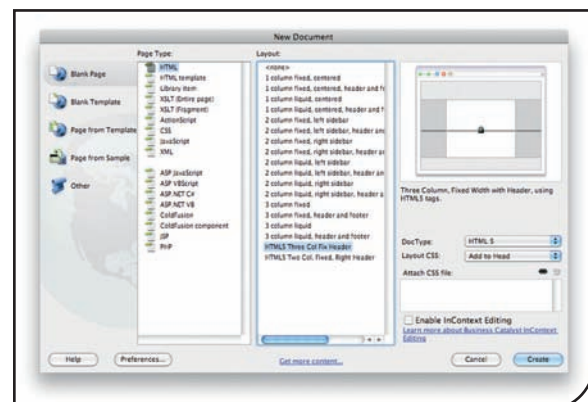 New Document
Blank Page
Blank Template
Page from Template
Page from Sample
Other
Page Type:
HTML
HTML template
Library item
XSLT (Entire page)
XSLT (Fragment)
ActionScript
CSS
JavaScript
XML
ASP JavaScript
ASP VBScript
ASP.NET C#
ASP.NET VB
ColdFusion
ColdFusion component
JSP
PHP
Layout:
<none>
1 column fixed, centered
1 column fixed, centered, header and f
1 column liquid, centered
1 column liquid, centered, header and f
2 column fixed, left sidebar
2 column fixed, left sidebar, header and
2 column fixed, right sidebar
2 column fixed, right sidebar, header a
2 column liquid, left sidebar
2 column liquid, left sidebar, header an
2 column liquid, right sidebar
2 column liquid, right sidebar, header a
3 column fixed
3 column fixed, header and footer
3 column liquid
3 column liquid, header and footer
HTML5 Three Col Fix Header
HTML5 Two Col, Fixed, Right Header
Three Column, Fixed Width with Header, using
HTML5 tags.
DocType: HTML 5
Layout CSS: Add to Head
Attach CSS file:
Enable InContext Editing
Learn more about Business Catalyst InContext
Editing
Help
Preferences...
Get more content...
Cancel
Create